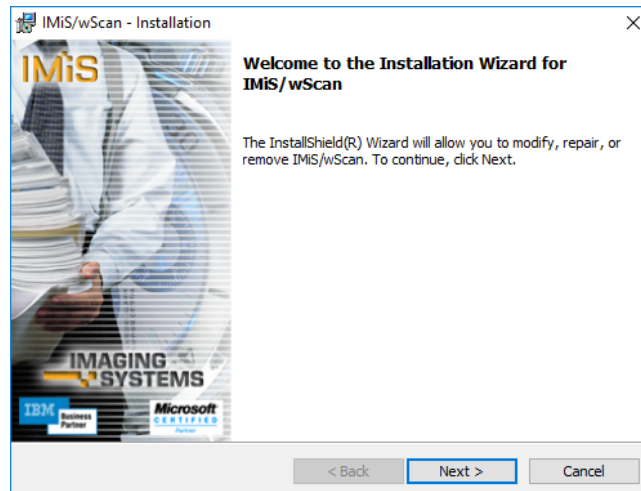 IMiS/wScan - Installation
IMiS
Welcome to the Installation Wizard for
IMiS/wScan
The InstallShield(R) Wizard will allow you to modify, repair, or
remove IMiS/wScan. To continue, click Next.
IMAGING
SYSTEMS
IBM Business
Partner
Microsoft
CERTIFIED
Partner
< Back
Next >
Cancel